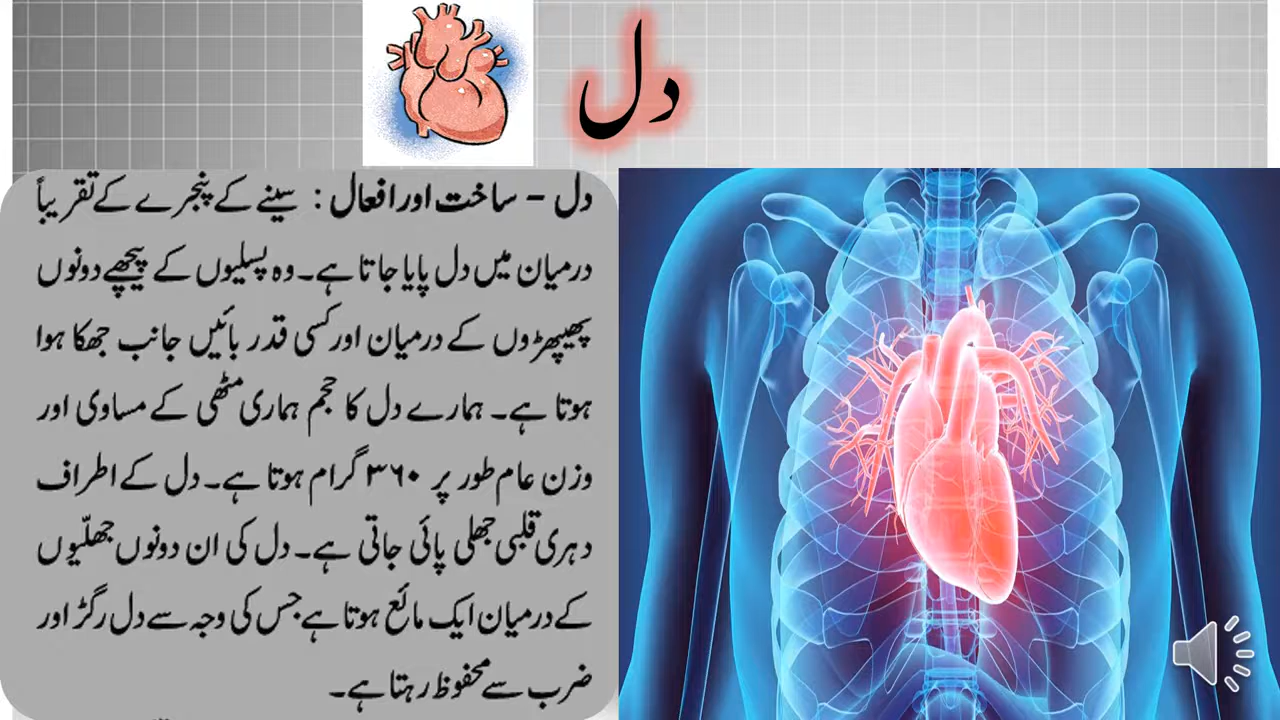 دل
دل - ساخت اور افعال : سینے کے پنجرے کے تقریباً
درمیان میں دل پایا جاتا ہے۔ وہ پسلیوں کے پیچھے دونوں
پھیپھڑوں کے درمیان اور کسی قدر بائیں جانب جھکا ہوا
ہوتا ہے۔ ہمارے دل کا حجم ہماری مٹھی کے مساوی اور
وزن عام طور پر ۳۶۰ گرام ہوتا ہے۔ دل کے اطراف
دہری قلبی جھلی پائی جاتی ہے۔ دل کی ان دونوں جھلّیوں
کے درمیان ایک مائع ہوتا ہے جس کی وجہ سے دل رگڑ اور
ضرب سے محفوظ رہتا ہے۔